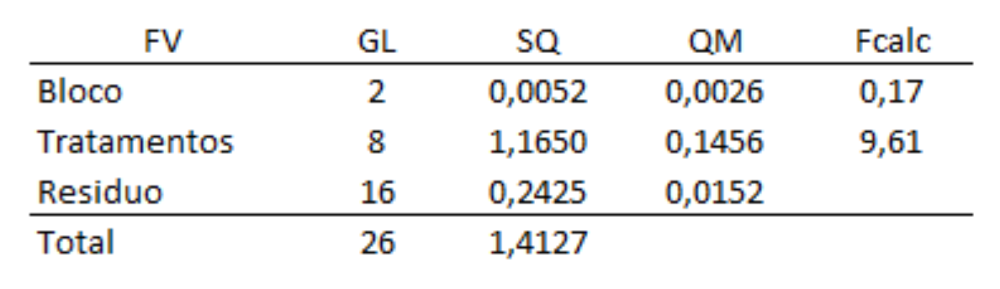 FV GL SQ QM Fcalc
Bloco 2 0,0052 0,0026 0,17
Tratamentos 8 1,1650 0,1456 9,61
Residuo 16 0,2425 0,0152
Total 26 1,4127